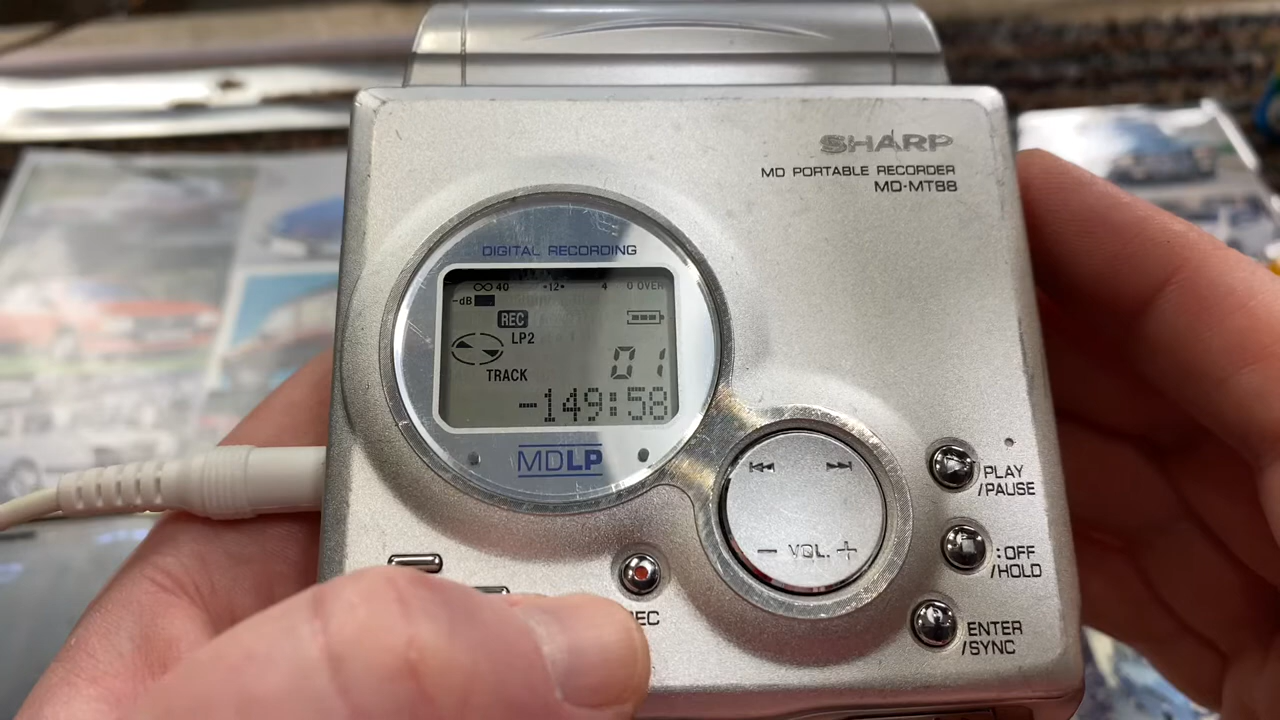 SHARP
MD PORTABLE RECORDER
MD-MT88
DIGITAL RECORDING
∞ 40 •12• 4 0 OVER
-dB
REC
LP2
TRACK 01
-149:58
MDLP
VOL.
PLAY
/PAUSE
:OFF
/HOLD
ENTER
/SYNC